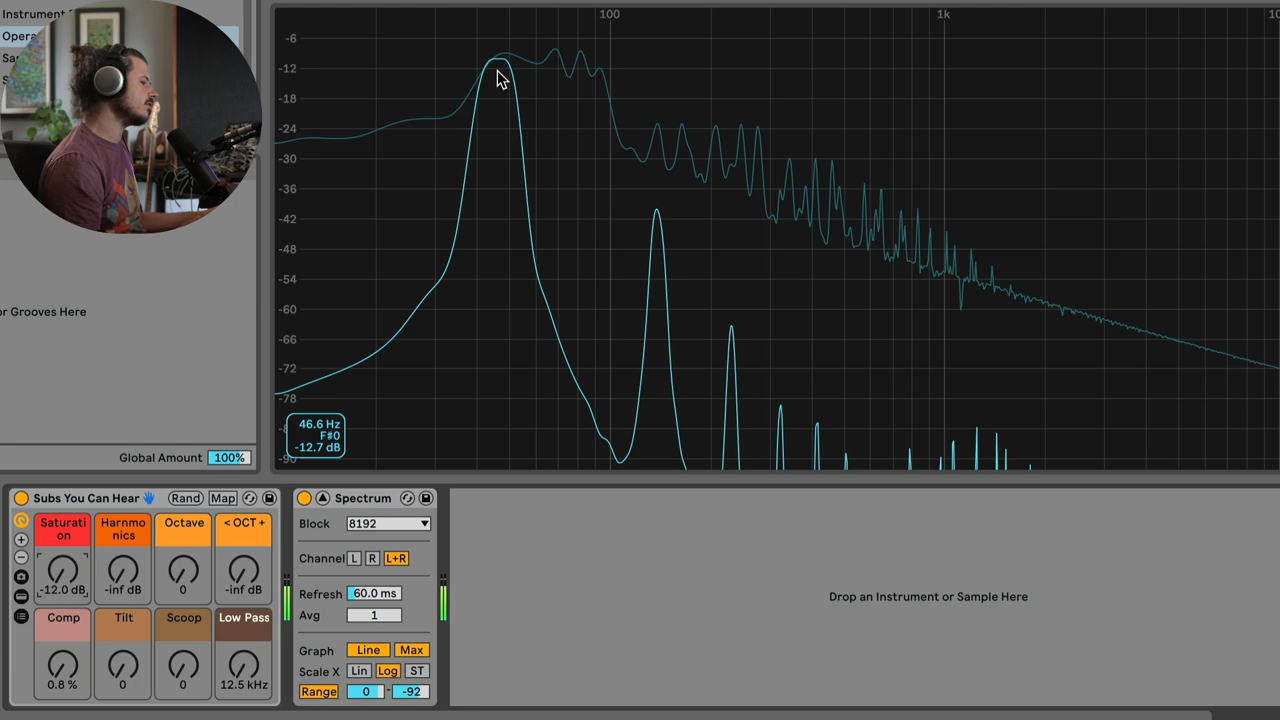 Instrument
Opera
Sa
100
1k
10
-6
-12
-18
-24
-30
-36
-42
-48
-54
-60
-66
-72
-78
46.6 Hz
F#0
-12.7 dB
or Grooves Here
Global Amount 100%
Subs You Can Hear 👋 Rand Map
Saturati
on
Harnmo
nics
Octave
< OCT +
-12.0 dB
-inf dB
0
-inf dB
Comp
Tilt
Scoop
Low Pass
0.8 %
0
0
12.5 kHz
Spectrum
Block 8192
Channel L R L+R
Refresh 60.0 ms
Avg 1
Graph Line Max
Scale X Lin Log ST
Range 0 - -92
Drop an Instrument or Sample Here